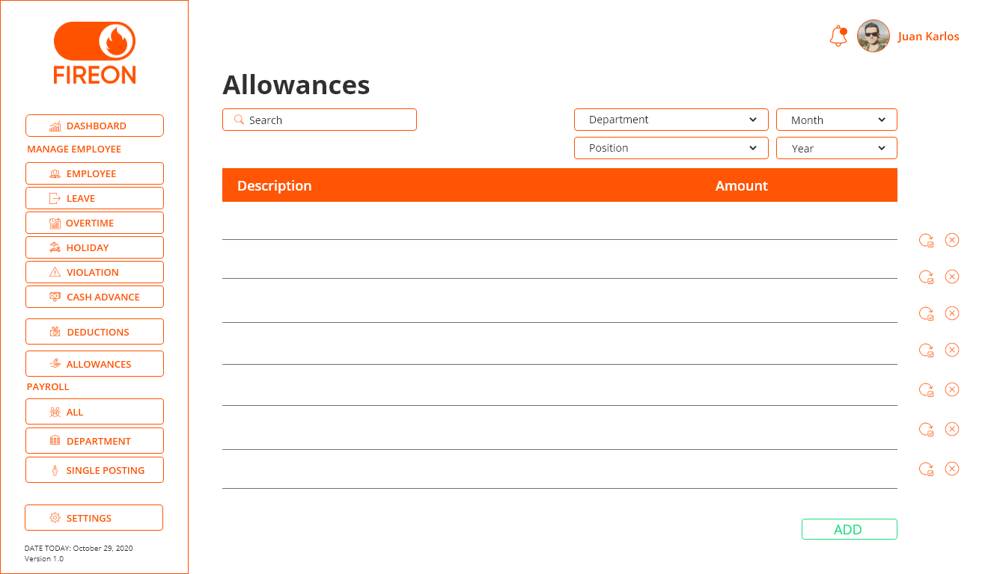 FIREON
DASHBOARD
MANAGE EMPLOYEE
EMPLOYEE
LEAVE
OVERTIME
HOLIDAY
VIOLATION
CASH ADVANCE
DEDUCTIONS
ALLOWANCES
PAYROLL
ALL
DEPARTMENT
SINGLE POSTING
SETTINGS
DATE TODAY: October 29, 2020
Version 1.0
Juan Karlos
Allowances
Search
Department
Month
Position
Year
Description Amount
ADD